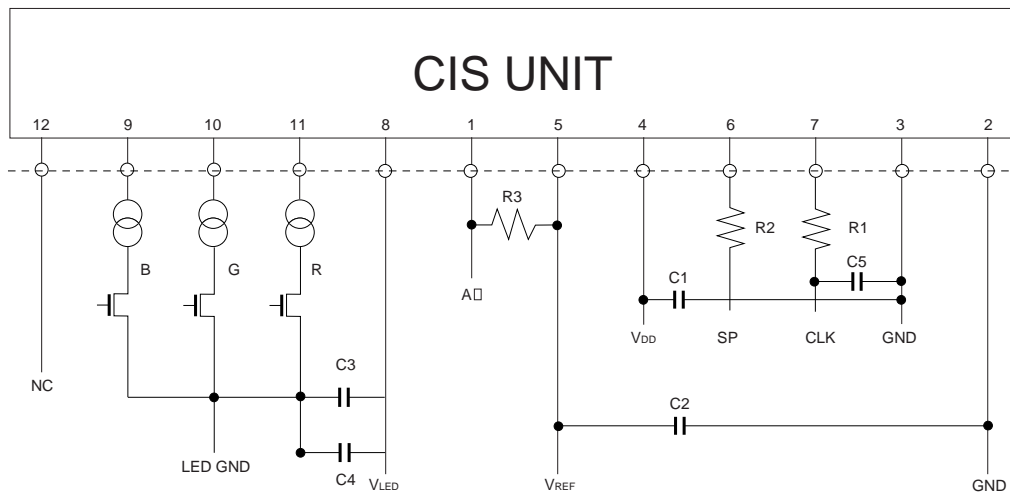 CIS UNIT
12 9 10 11 8 1 5 4 6 7 3 2
R3
R2 R1
B G R
C5
C1
A
VDD SP CLK GND
C3
NC
C2
LED GND
C4
VLED VREF GND